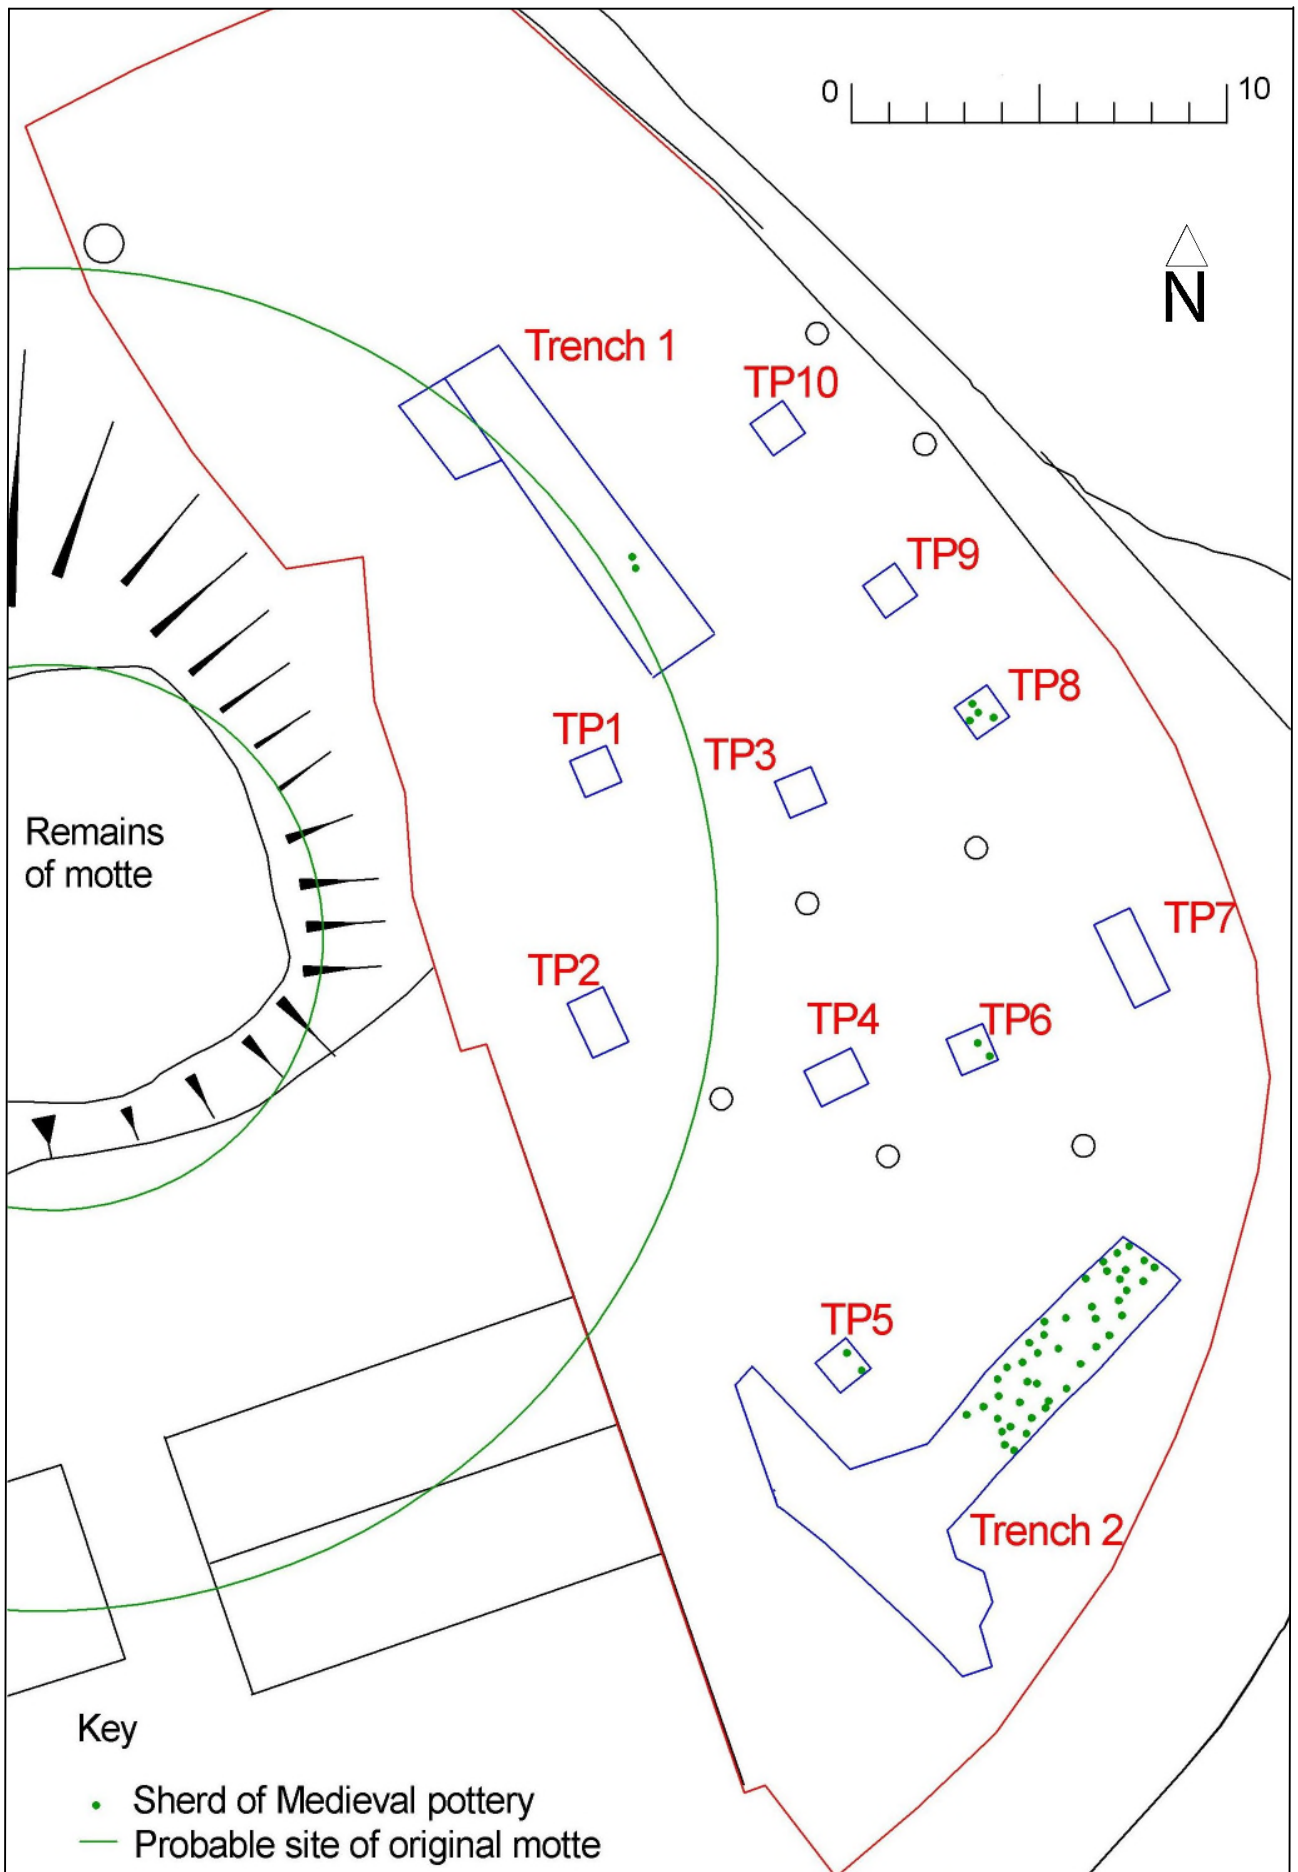 0 10
N
Trench 1
TP10
TP9
TP8
TP1
TP3
Remains
of motte
TP7
TP2
TP4
TP6
TP5
Trench 2
Key
Sherd of Medieval pottery
Probable site of original motte